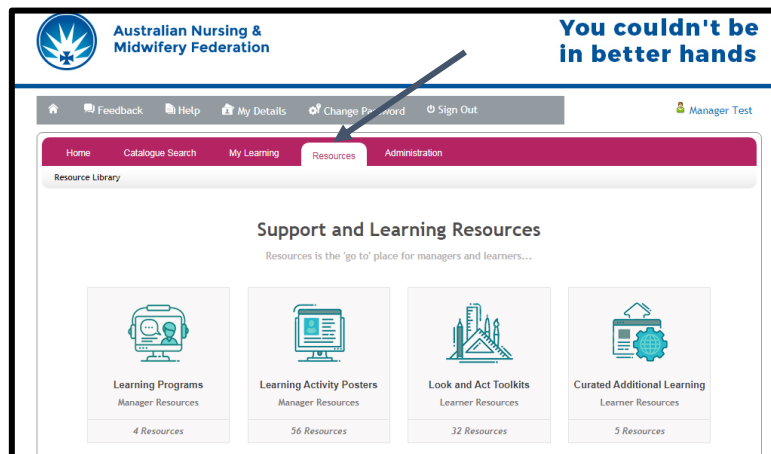 Australian Nursing &
Midwifery Federation
You couldn't be
in better hands
Feedback Help My Details Change Password Sign Out Manager Test
Home Catalogue Search My Learning Resources Administration
Resource Library
Support and Learning Resources
Resources is the 'go to' place for managers and learners...
Learning Programs
Manager Resources
4 Resources
Learning Activity Posters
Manager Resources
56 Resources
Look and Act Toolkits
Learner Resources
32 Resources
Curated Additional Learning
Learner Resources
5 Resources